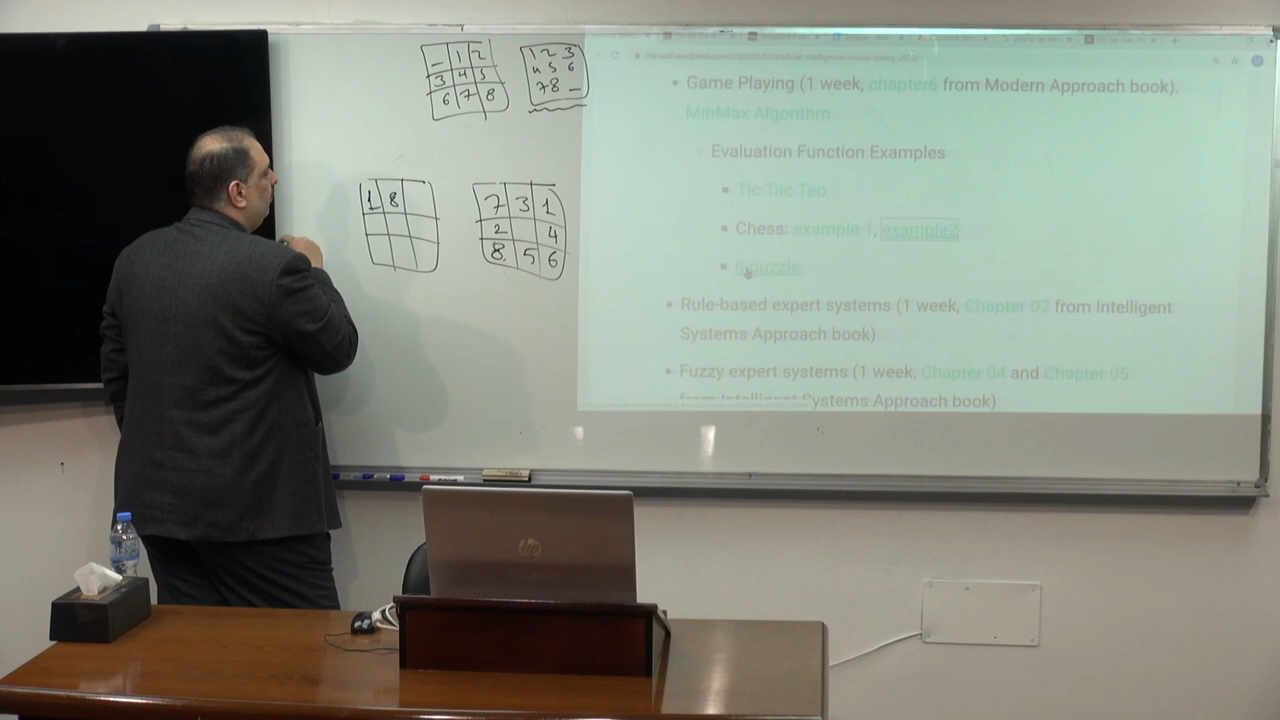 _ 1 2
3 4 5
6 7 8
1 2 3
4 5 6
7 8 _
1 8
7 3 1
2 4
8 5 6
Game Playing (1 week, chapter6 from Modern Approach book).
MinMax Algorithm.
Evaluation Function Examples
Tic Tac Teo
Chess: example 1, example2
8 puzzle
Rule-based expert systems (1 week, Chapter 02 from Intelligent
Systems Approach book)
Fuzzy expert systems (1 week, Chapter 04 and Chapter 05
from Intelligent Systems Approach book)
hp